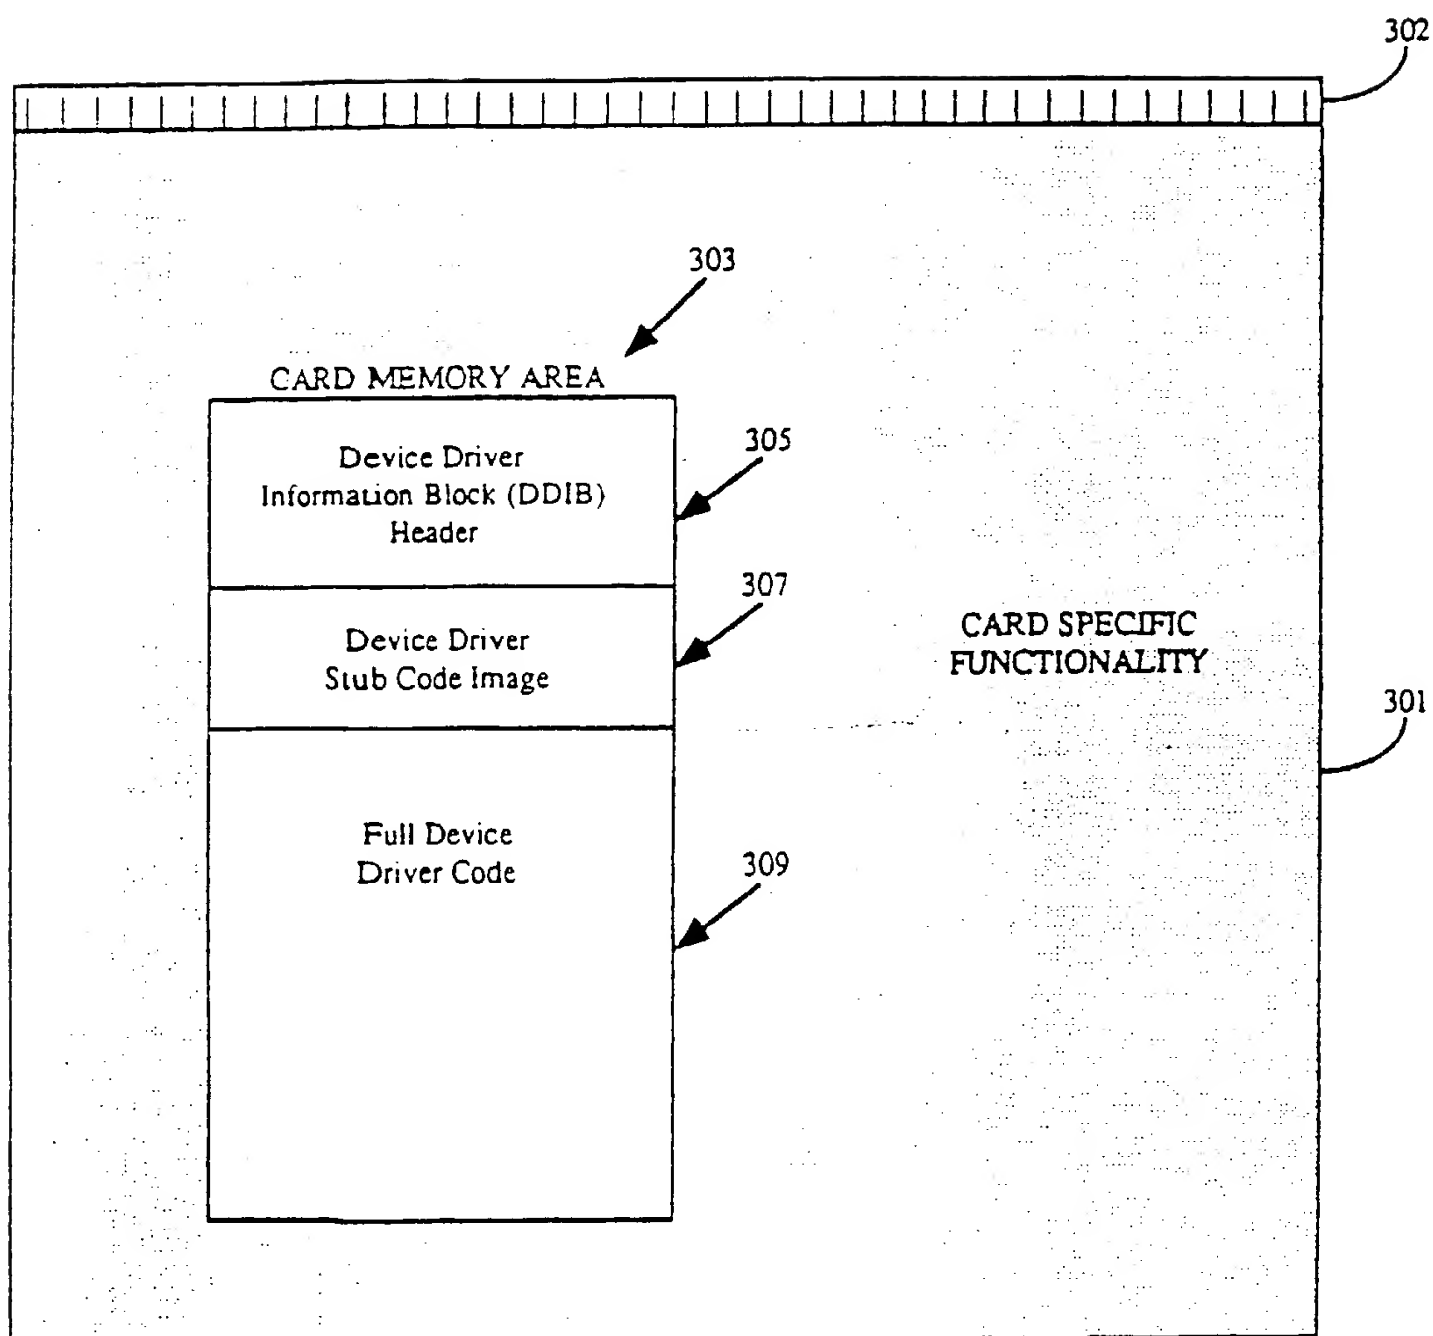 302
303
CARD MEMORY AREA
Device Driver
Information Block (DDIB)
Header
305
Device Driver
Stub Code Image
307
CARD SPECIFIC
FUNCTIONALITY
301
Full Device
Driver Code
309